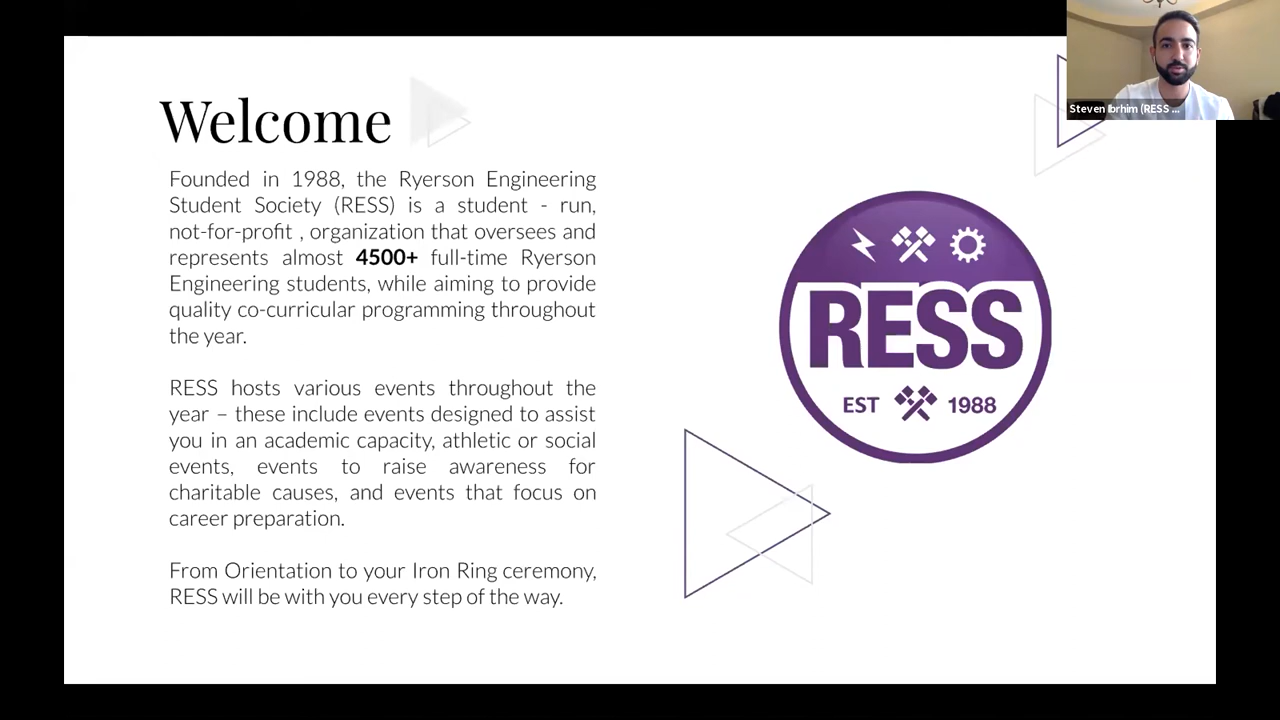 Welcome
Founded in 1988, the Ryerson Engineering
Student Society (RESS) is a student - run,
not-for-profit , organization that oversees and
represents almost 4500+ full-time Ryerson
Engineering students, while aiming to provide
quality co-curricular programming throughout
the year.
RESS hosts various events throughout the
year – these include events designed to assist
you in an academic capacity, athletic or social
events, events to raise awareness for
charitable causes, and events that focus on
career preparation.
From Orientation to your Iron Ring ceremony,
RESS will be with you every step of the way.
RESS
EST 1988
Steven Ibrhim (RESS ...